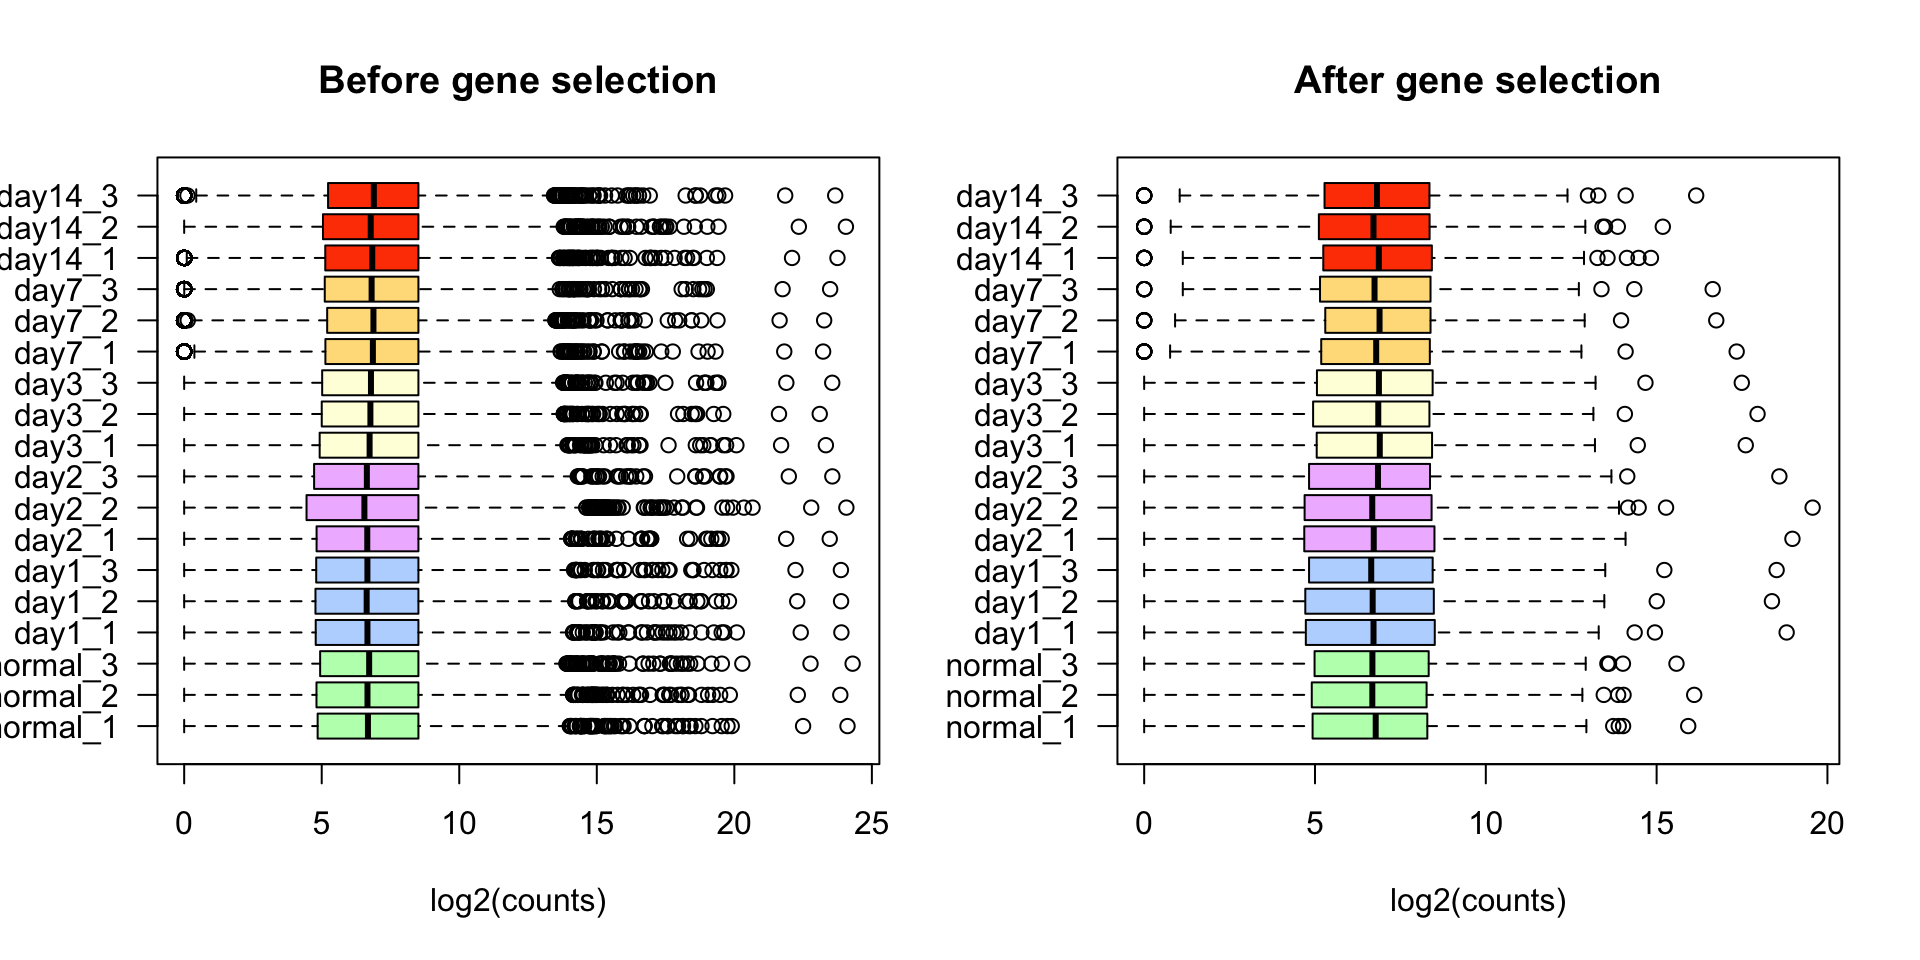 Before gene selection
day14_3
day14_2
day14_1
day7_3
day7_2
day7_1
day3_3
day3_2
day3_1
day2_3
day2_2
day2_1
day1_3
day1_2
day1_1
normal_3
normal_2
normal_1
0 5 10 15 20 25
log2(counts)
After gene selection
day14_3
day14_2
day14_1
day7_3
day7_2
day7_1
day3_3
day3_2
day3_1
day2_3
day2_2
day2_1
day1_3
day1_2
day1_1
normal_3
normal_2
normal_1
0 5 10 15 20
log2(counts)